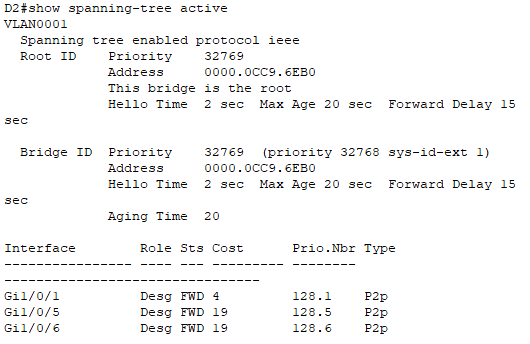 D2#show spanning-tree active
VLAN0001
  Spanning tree enabled protocol ieee
  Root ID    Priority    32769
             Address     0000.0CC9.6EB0
             This bridge is the root
             Hello Time  2 sec  Max Age 20 sec  Forward Delay 15
sec

  Bridge ID  Priority    32769  (priority 32768 sys-id-ext 1)
             Address     0000.0CC9.6EB0
             Hello Time  2 sec  Max Age 20 sec  Forward Delay 15
sec
             Aging Time  20

Interface        Role Sts Cost      Prio.Nbr Type
---------------- ---- --- --------- --------
--------------------------------
Gi1/0/1          Desg FWD 4         128.1    P2p
Gi1/0/5          Desg FWD 19        128.5    P2p
Gi1/0/6          Desg FWD 19        128.6    P2p